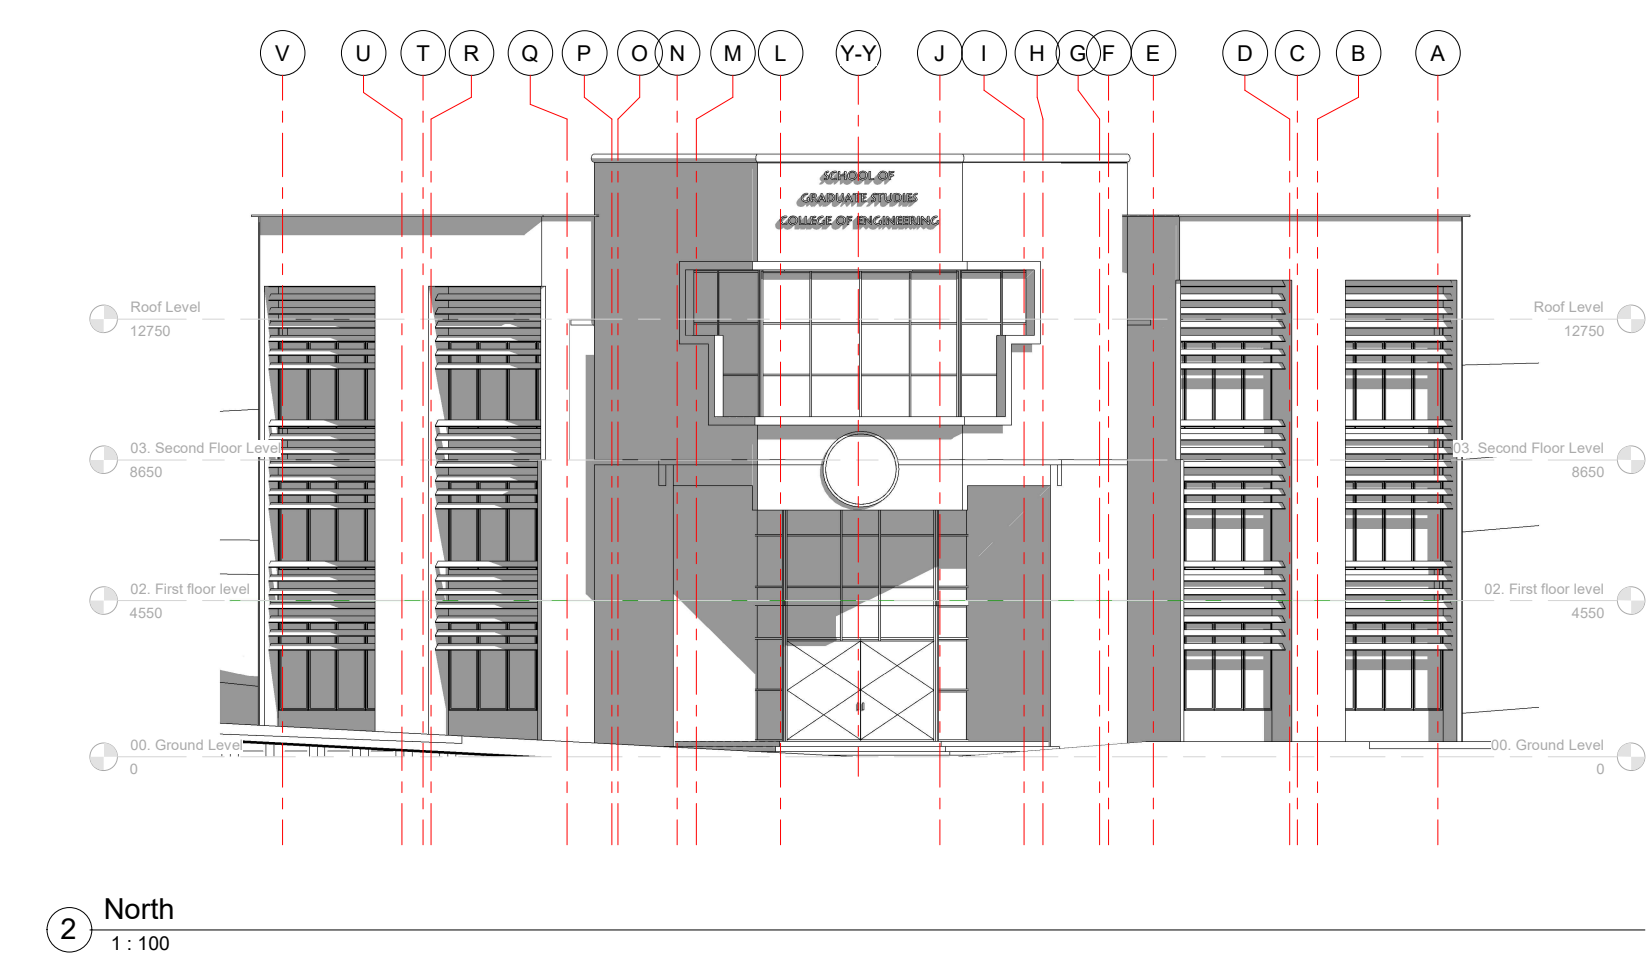 V U T R Q P O N M L Y-Y J I H G F E D C B A
SCHOOL OF
GRADUATE STUDIES
COLLEGE OF ENGINEERING
Roof Level Roof Level
12750 12750
03. Second Floor Level 03. Second Floor Level
8650 8650
02. First floor level 02. First floor level
4550 4550
00. Ground Level 00. Ground Level
0 0
2 North
1 : 100